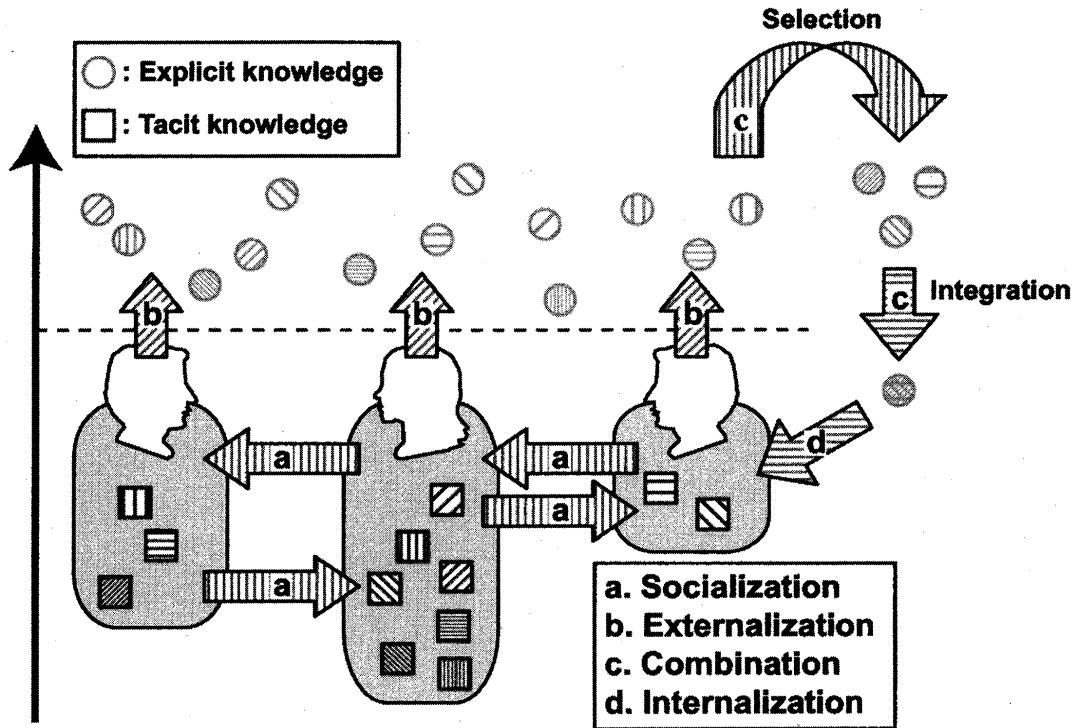 Selection
: Explicit knowledge
: Tacit knowledge
c
b
b
b
c
Integration
d
a
a
a
a
a. Socialization
b. Externalization
c. Combination
d. Internalization